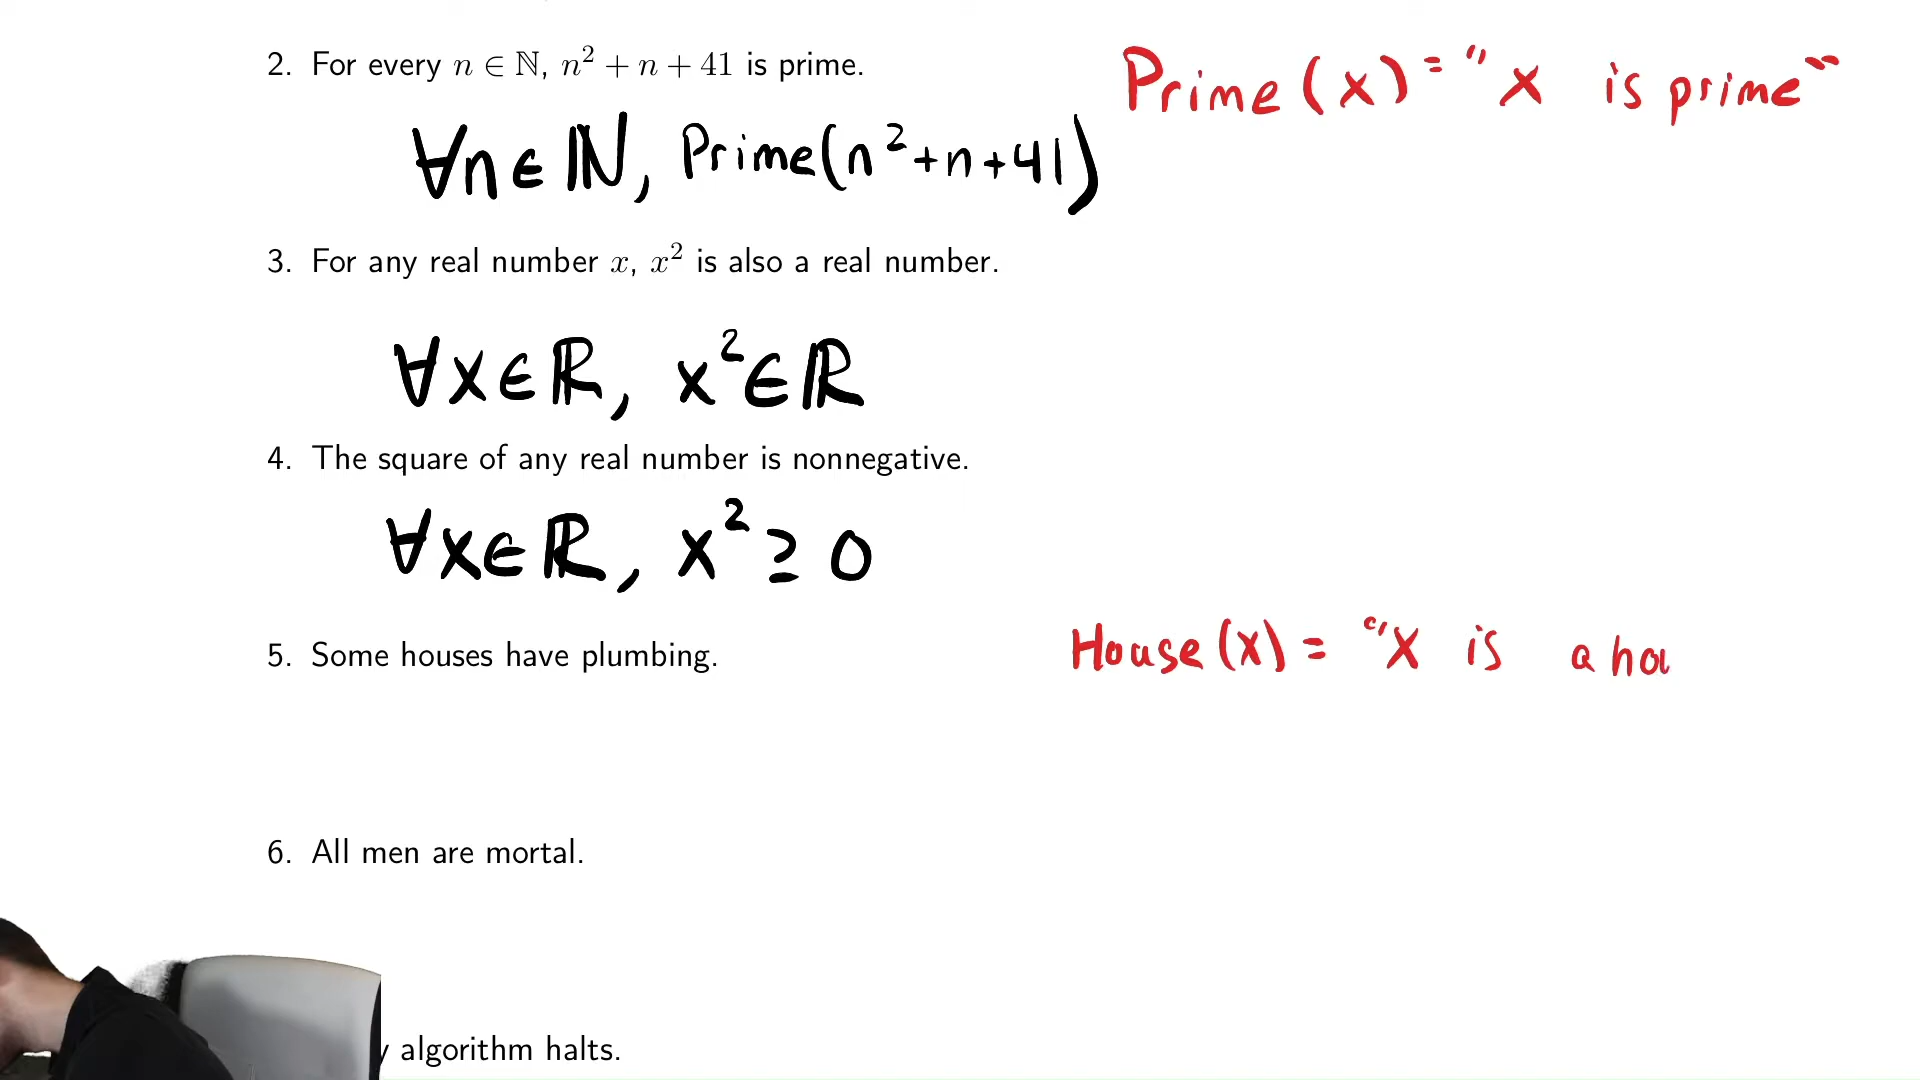 2. For every n ∈ ℕ, n² + n + 41 is prime.
Prime(x) = "x is prime"
∀n∈ℕ, Prime(n²+n+41)
3. For any real number x, x² is also a real number.
∀x∈ℝ, x²∈ℝ
4. The square of any real number is nonnegative.
∀x∈ℝ, x² ≥ 0
5. Some houses have plumbing.
House(x) = "x is a hou
6. All men are mortal.
algorithm halts.